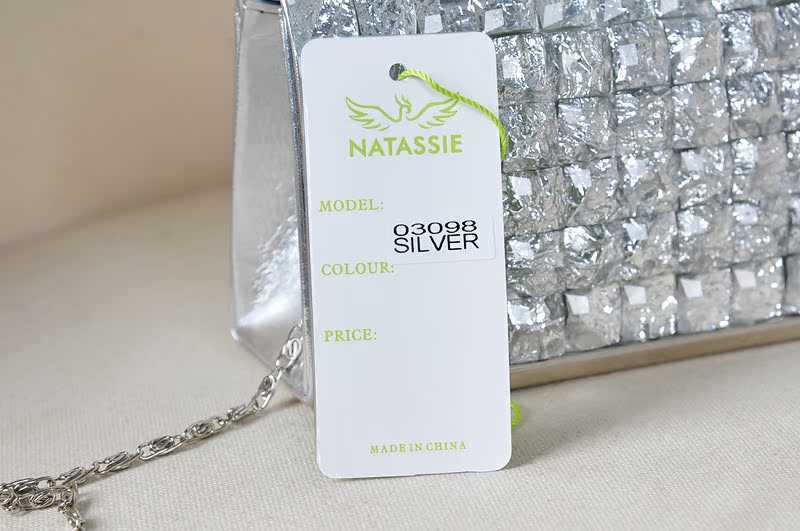 NATASSIE
MODEL:
03098
SILVER
COLOUR:
PRICE:
MADE IN CHINA